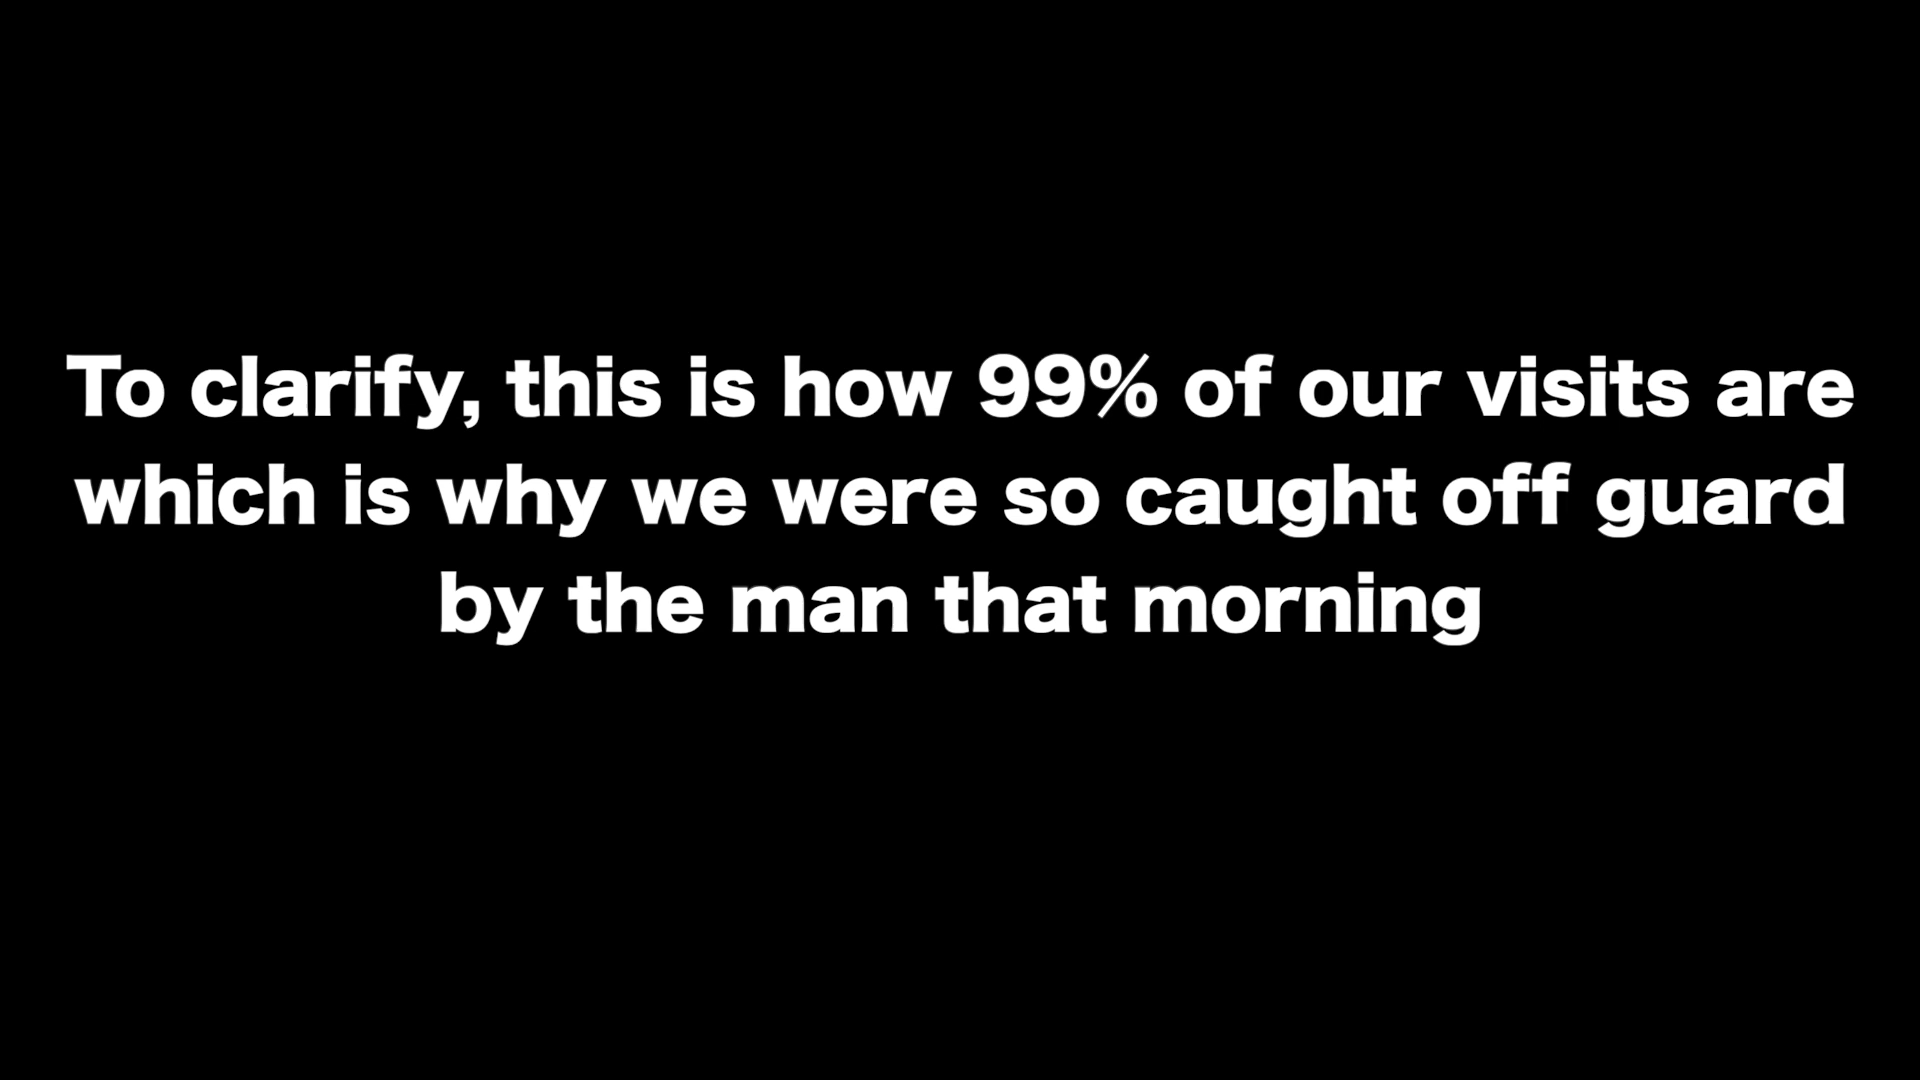 To clarify, this is how 99% of our visits are
which is why we were so caught off guard
by the man that morning